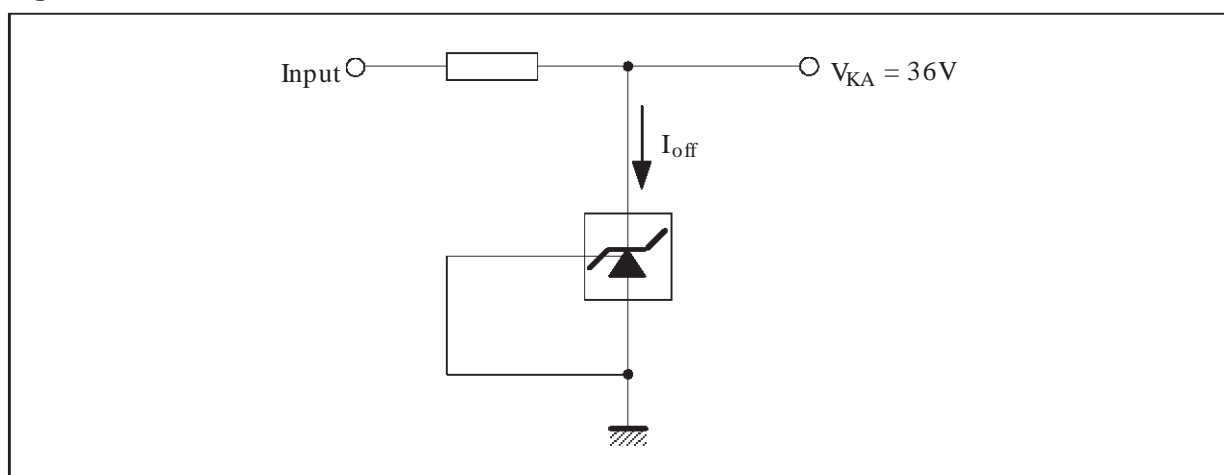 Input
V_KA = 36V
I_off